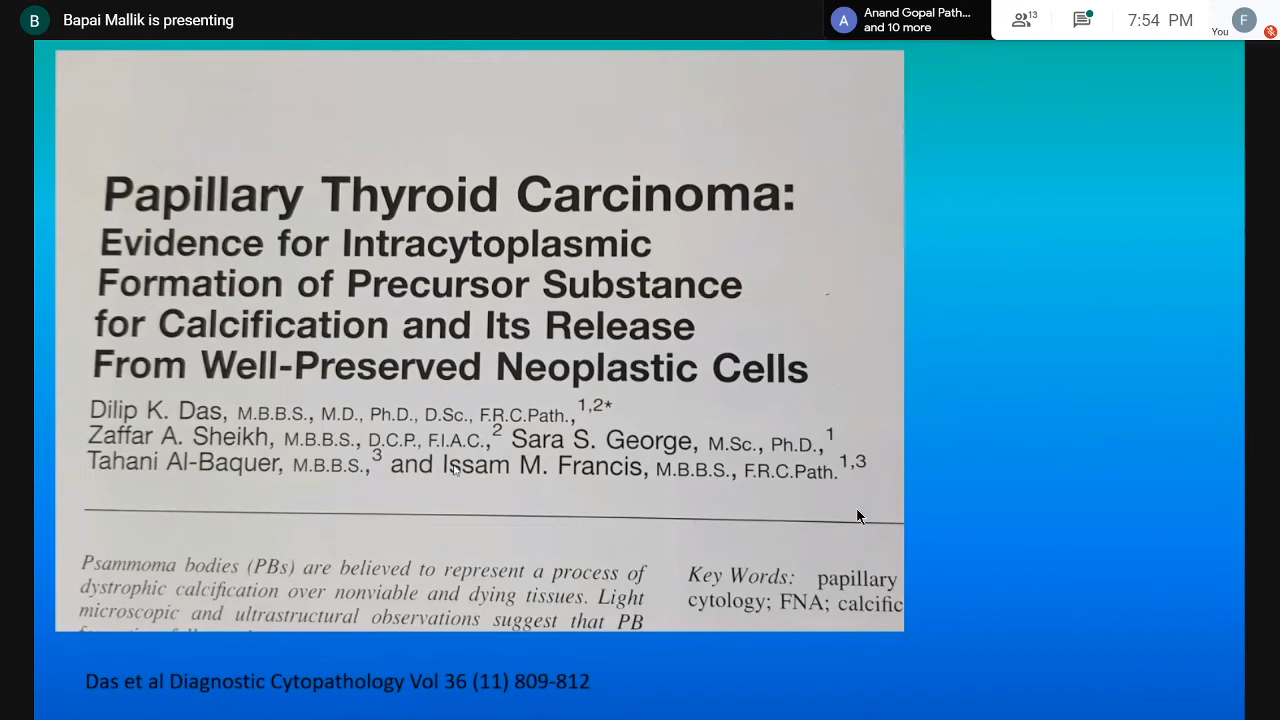 B Bapai Mallik is presenting
A Anand Gopal Path...
and 10 more
13
7:54 PM
You
F
Papillary Thyroid Carcinoma:
Evidence for Intracytoplasmic
Formation of Precursor Substance
for Calcification and Its Release
From Well-Preserved Neoplastic Cells
Dilip K. Das, M.B.B.S., M.D., Ph.D., D.Sc., F.R.C.Path.,1,2*
Zaffar A. Sheikh, M.B.B.S., D.C.P., F.I.A.C.,2 Sara S. George, M.Sc., Ph.D.,1
Tahani Al-Baquer, M.B.B.S.,3 and Issam M. Francis, M.B.B.S., F.R.C.Path.1,3
Psammoma bodies (PBs) are believed to represent a process of
dystrophic calcification over nonviable and dying tissues. Light
microscopic and ultrastructural observations suggest that PB
Key Words: papillary
cytology; FNA; calcific
Das et al Diagnostic Cytopathology Vol 36 (11) 809-812